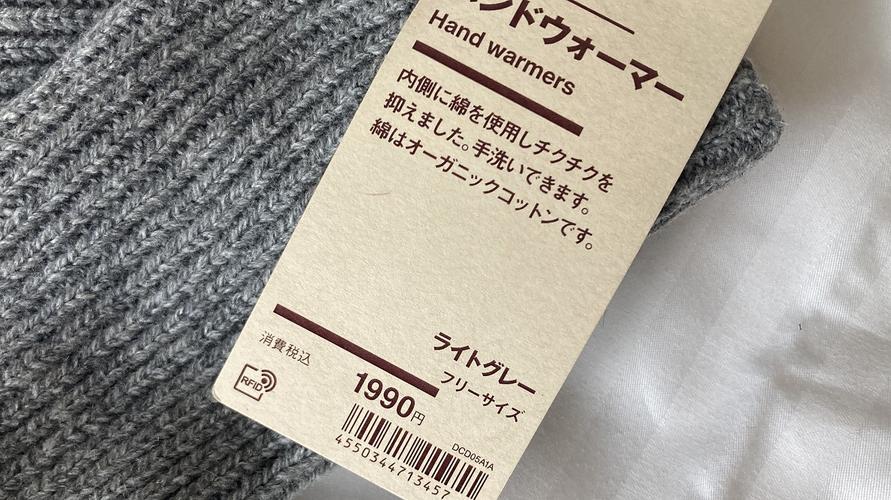 ンドウォーマー
Hand warmers
内側に綿を使用しチクチクを
抑えました。手洗いできます。
綿はオーガニックコットンです。
ライトグレー
フリーサイズ
消費税込
1990円
RFID
DCD05A1A
4550344713457